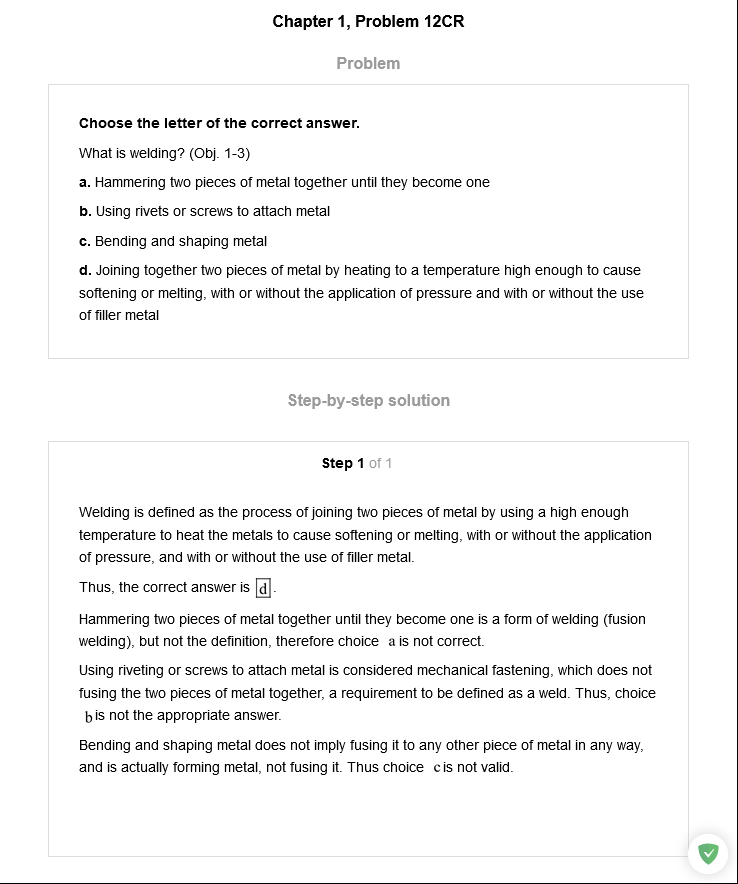 Chapter 1, Problem 12CR
Problem
Choose the letter of the correct answer.
What is welding? (Obj. 1-3)
a. Hammering two pieces of metal together until they become one
b. Using rivets or screws to attach metal
c. Bending and shaping metal
d. Joining together two pieces of metal by heating to a temperature high enough to cause
softening or melting, with or without the application of pressure and with or without the use
of filler metal
Step-by-step solution
Step 1 of 1
Welding is defined as the process of joining two pieces of metal by using a high enough
temperature to heat the metals to cause softening or melting, with or without the application
of pressure, and with or without the use of filler metal.
Thus, the correct answer is d.
Hammering two pieces of metal together until they become one is a form of welding (fusion
welding), but not the definition, therefore choice a is not correct.
Using riveting or screws to attach metal is considered mechanical fastening, which does not
fusing the two pieces of metal together, a requirement to be defined as a weld. Thus, choice
b is not the appropriate answer.
Bending and shaping metal does not imply fusing it to any other piece of metal in any way,
and is actually forming metal, not fusing it. Thus choice c is not valid.